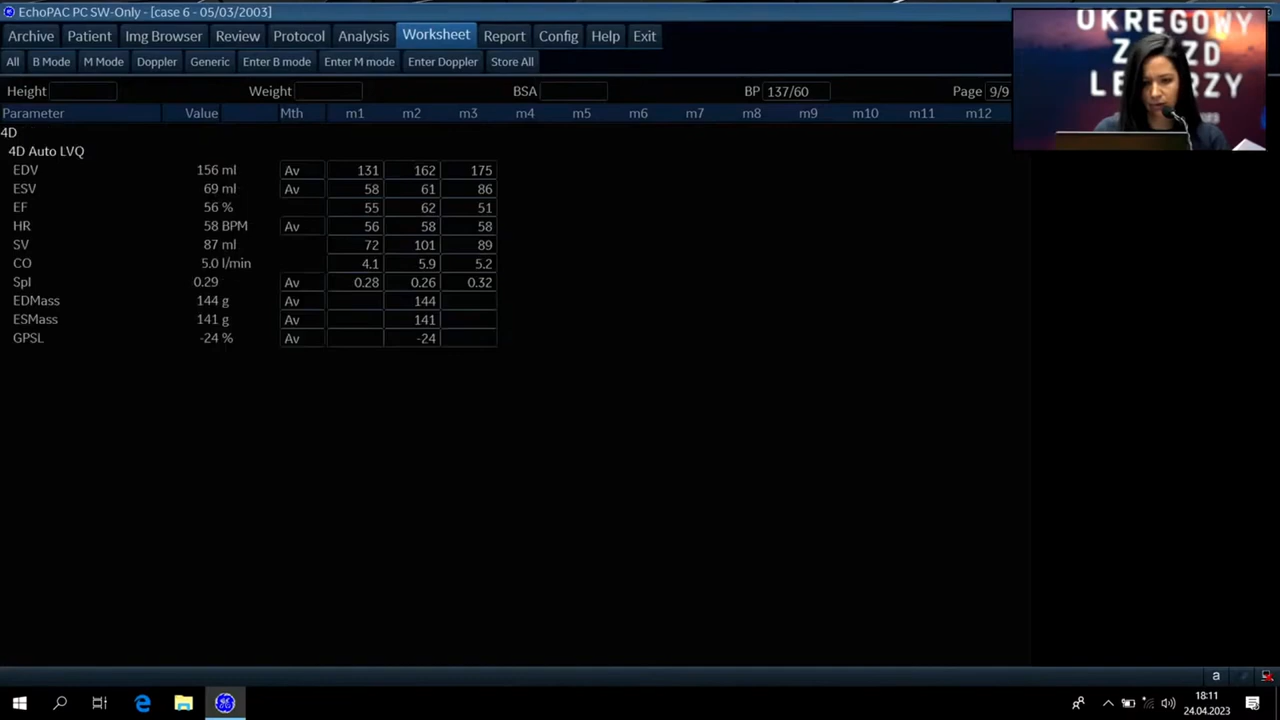 EchoPAC PC SW-Only - [case 6 - 05/03/2003]
Archive Patient Img Browser Review Protocol Analysis Worksheet Report Config Help Exit
All B Mode M Mode Doppler Generic Enter B mode Enter M mode Enter Doppler Store All
Height Weight BSA BP 137/60 Page 9/9
Parameter Value Mth m1 m2 m3 m4 m5 m6 m7 m8 m9 m10 m11 m12
4D
4D Auto LVQ
EDV 156 ml Av 131 162 175
ESV 69 ml Av 58 61 86
EF 56 % 55 62 51
HR 58 BPM Av 56 58 58
SV 87 ml 72 101 89
CO 5.0 l/min 4.1 5.9 5.2
SpI 0.29 Av 0.28 0.26 0.32
EDMass 144 g Av 144
ESMass 141 g Av 141
GPSL -24 % Av -24
OKRĘGOWY
a
18:11
24.04.2023